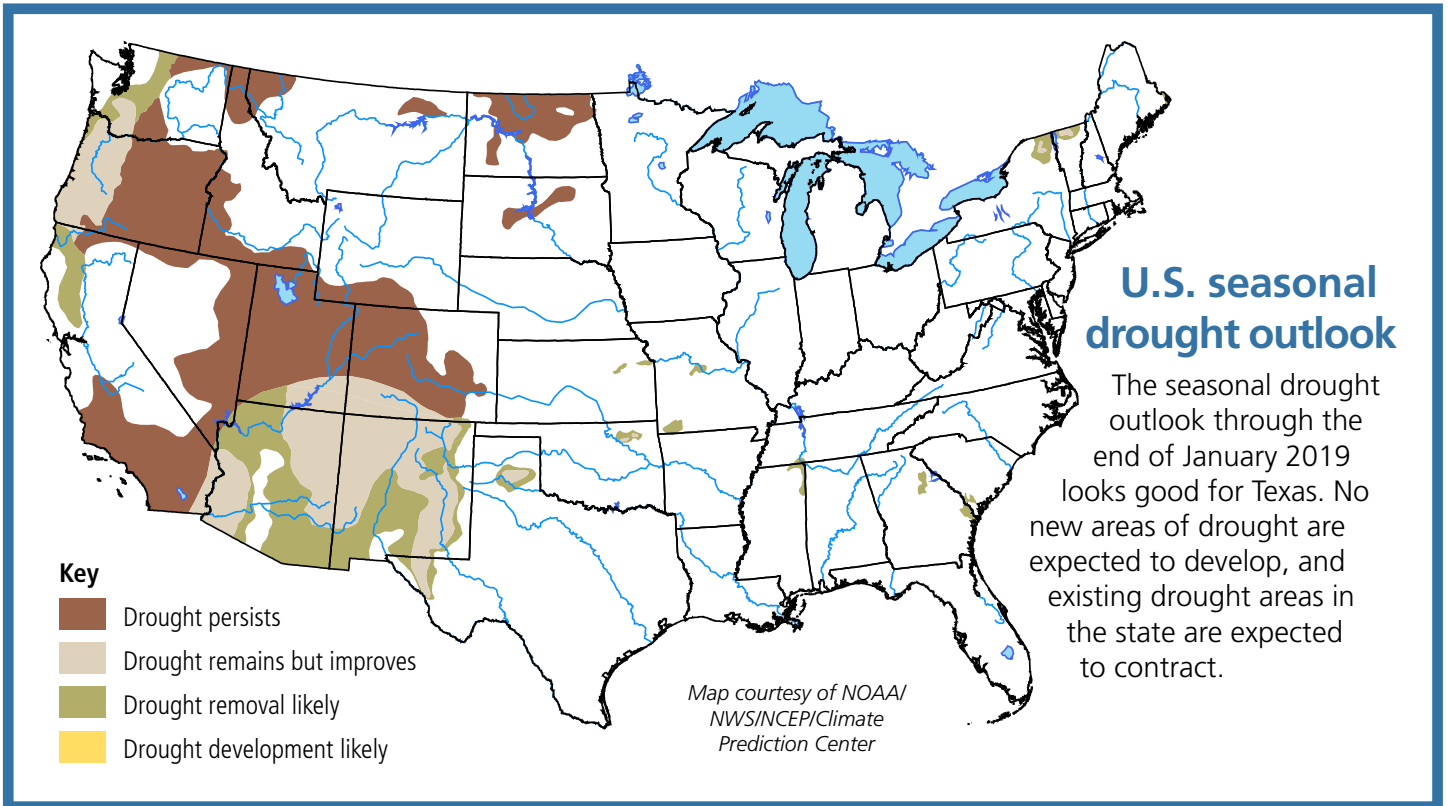 U.S. seasonal
drought outlook
The seasonal drought
outlook through the
end of January 2019
looks good for Texas. No
new areas of drought are
expected to develop, and
existing drought areas in
the state are expected
to contract.
Key
Drought persists
Drought remains but improves
Drought removal likely
Drought development likely
Map courtesy of NOAA/
NWS/NCEP/Climate
Prediction Center